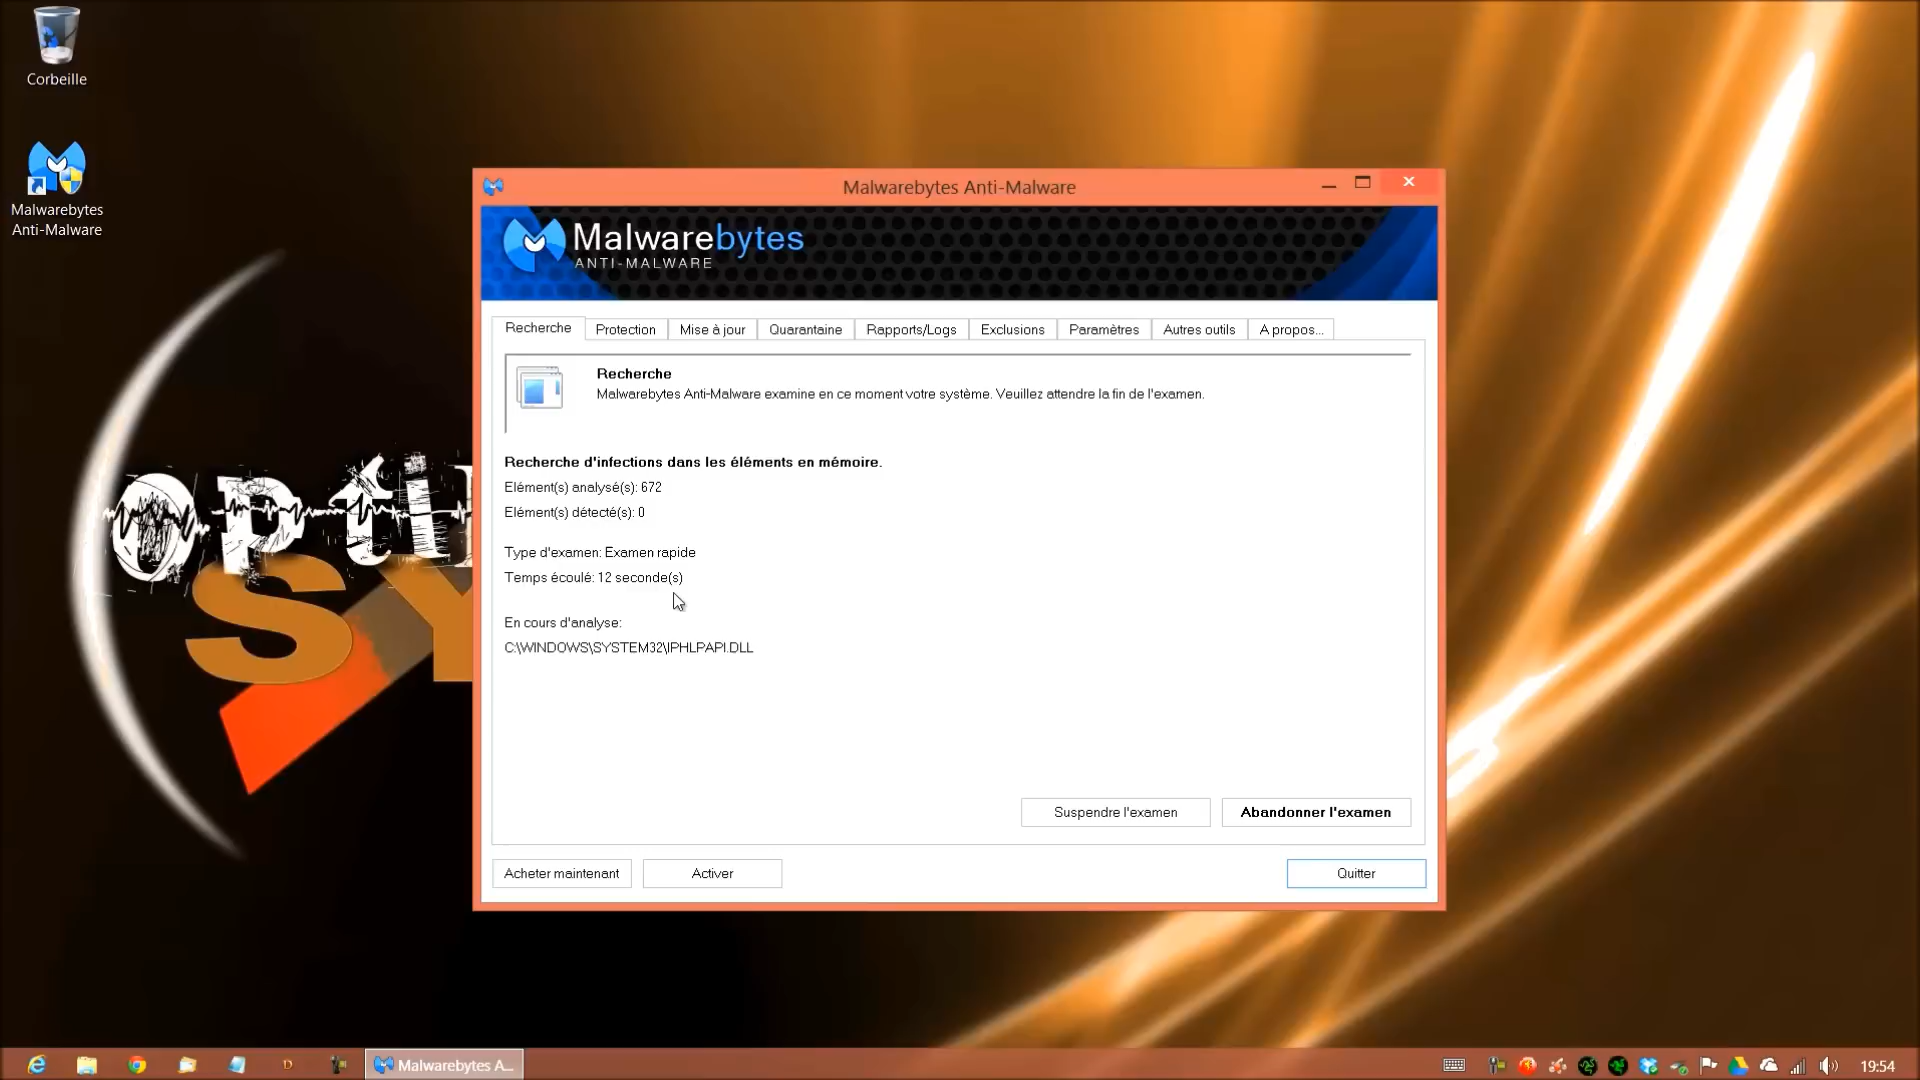 Corbeille
Malwarebytes
Anti-Malware
opti
SY
Malwarebytes Anti-Malware
Malwarebytes
ANTI-MALWARE
Recherche Protection Mise à jour Quarantaine Rapports/Logs Exclusions Paramètres Autres outils A propos...
Recherche
Malwarebytes Anti-Malware examine en ce moment votre système. Veuillez attendre la fin de l'examen.
Recherche d'infections dans les éléments en mémoire.
Elément(s) analysé(s): 672
Elément(s) détecté(s): 0
Type d'examen: Examen rapide
Temps écoulé: 12 seconde(s)
En cours d'analyse:
C:\WINDOWS\SYSTEM32\IPHLPAPI.DLL
Suspendre l'examen Abandonner l'examen
Acheter maintenant Activer Quitter
Malwarebytes A... 19:54